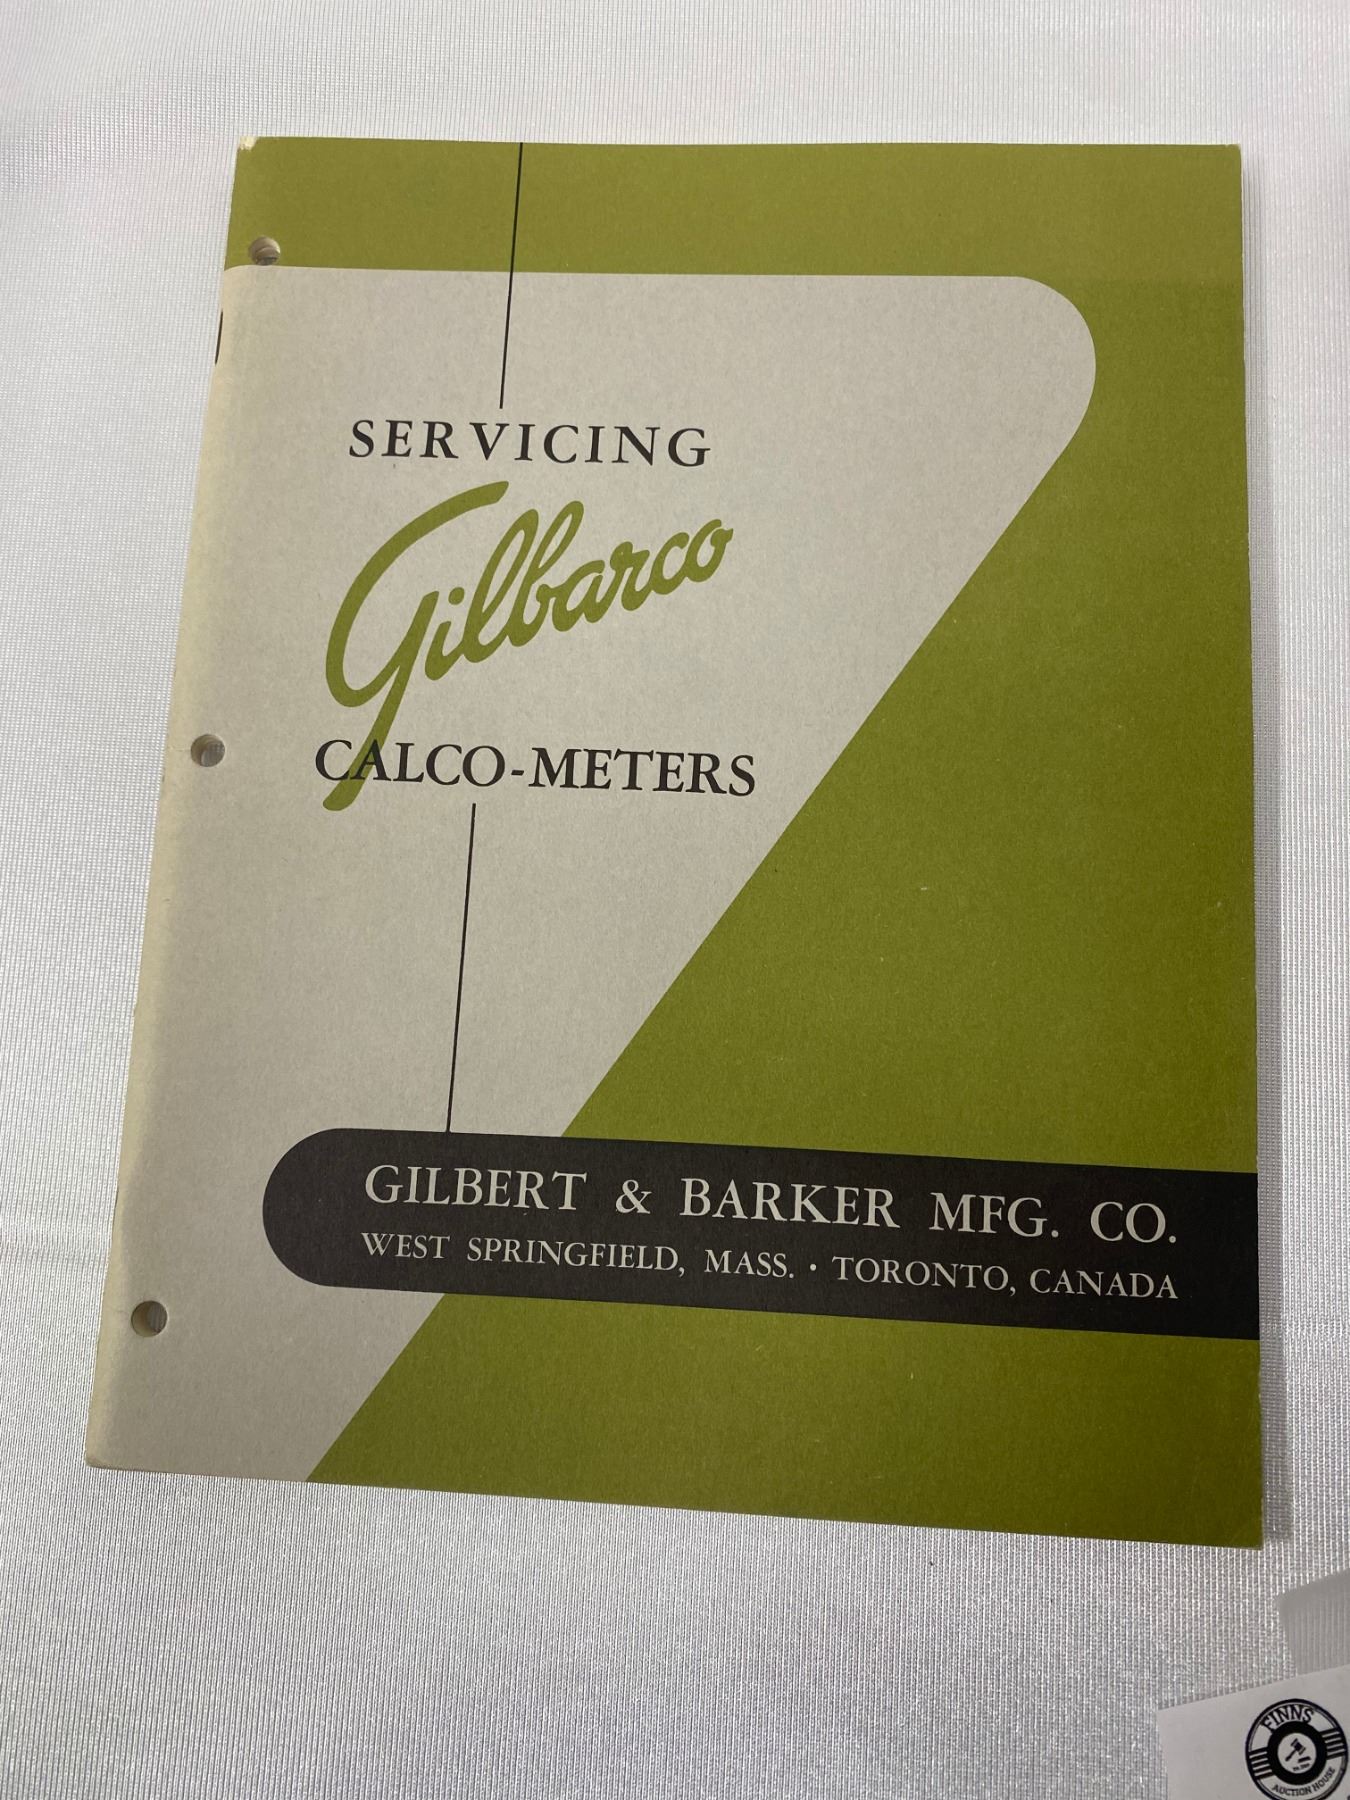 SERVICING
Gilbarco
CALCO-METERS
GILBERT & BARKER MFG. CO.
WEST SPRINGFIELD, MASS. • TORONTO, CANADA
FINNS
AUCTION HOUSE